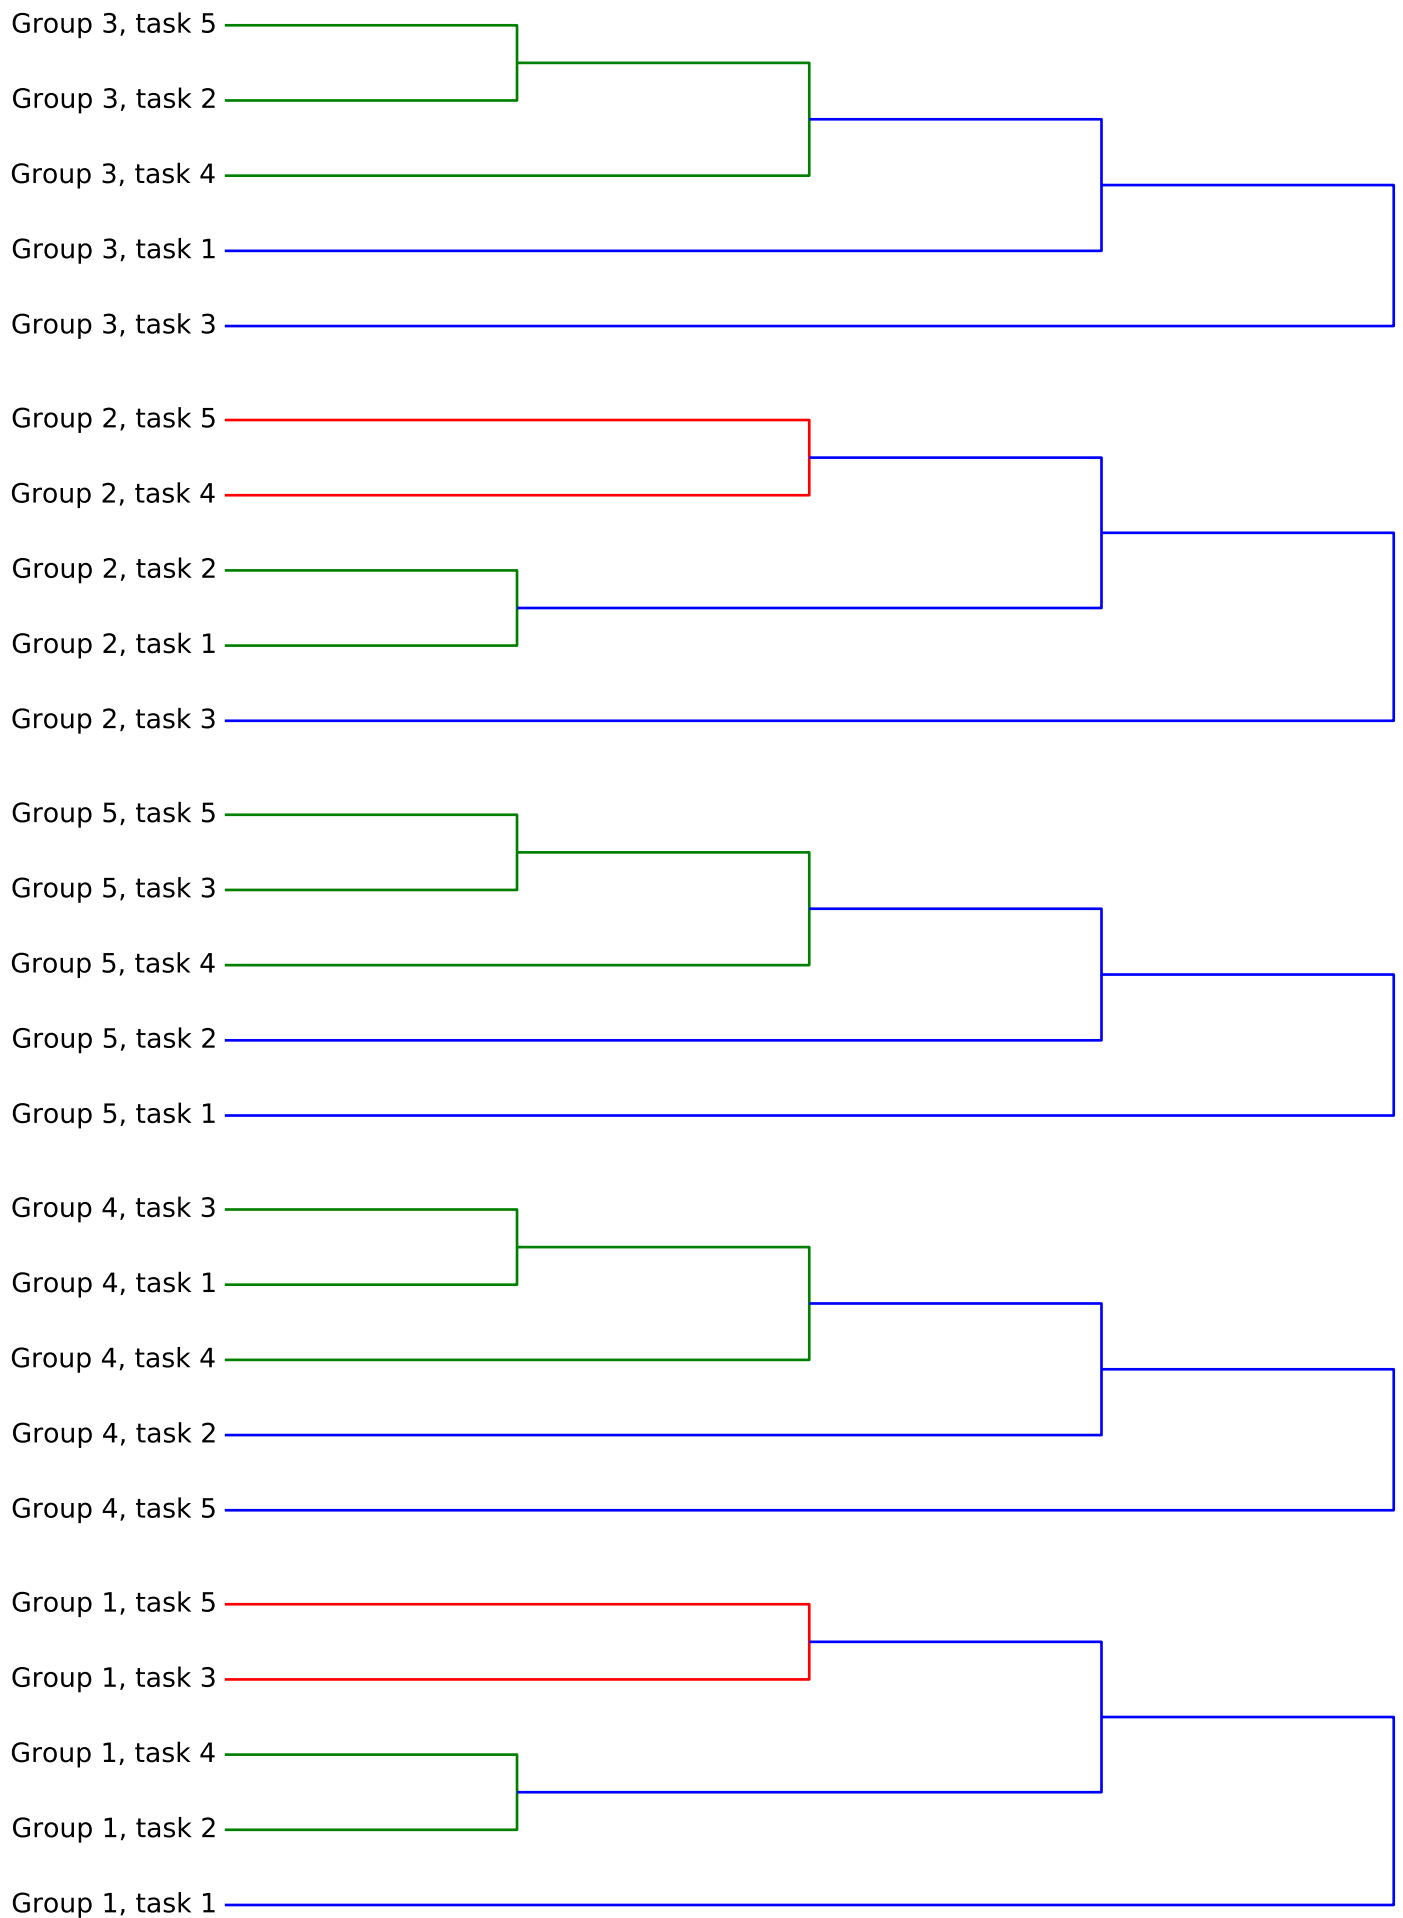 Group 3, task 5
Group 3, task 2
Group 3, task 4
Group 3, task 1
Group 3, task 3
Group 2, task 5
Group 2, task 4
Group 2, task 2
Group 2, task 1
Group 2, task 3
Group 5, task 5
Group 5, task 3
Group 5, task 4
Group 5, task 2
Group 5, task 1
Group 4, task 3
Group 4, task 1
Group 4, task 4
Group 4, task 2
Group 4, task 5
Group 1, task 5
Group 1, task 3
Group 1, task 4
Group 1, task 2
Group 1, task 1